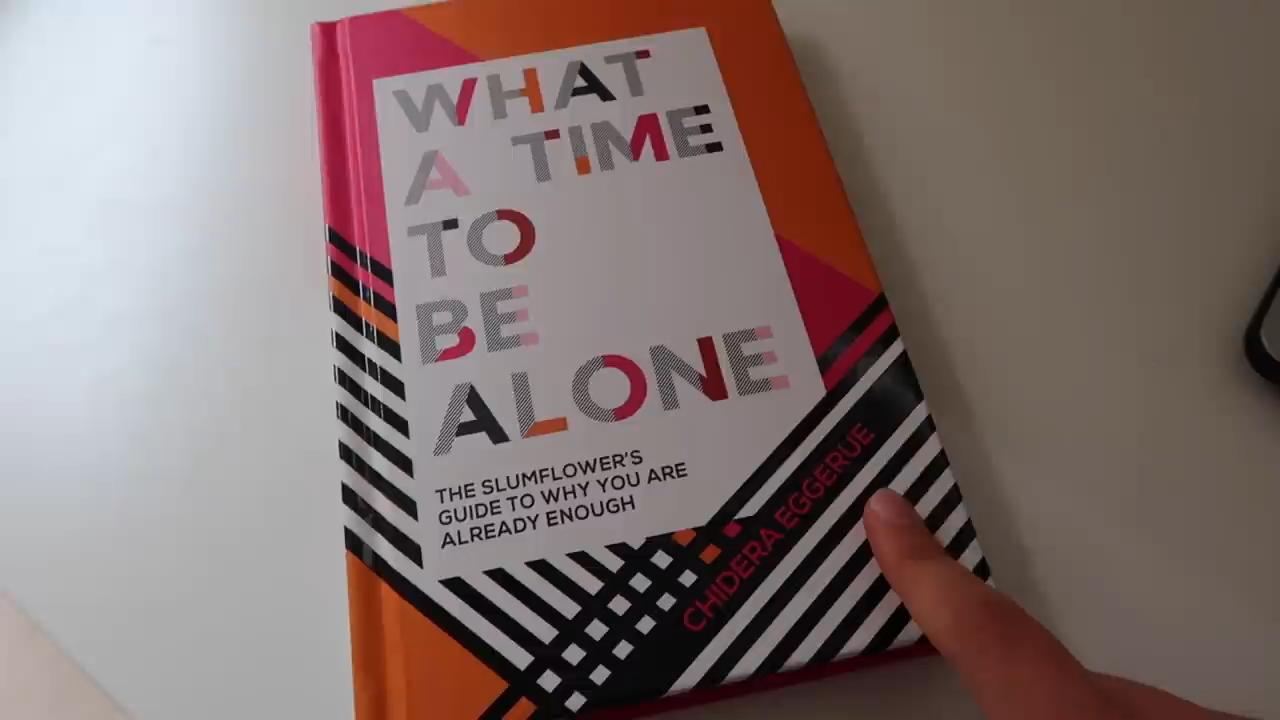 WHAT
A TIME
TO
BE
ALONE
THE SLUMFLOWER'S
GUIDE TO WHY YOU ARE
ALREADY ENOUGH
CHIDERA EGGERUE